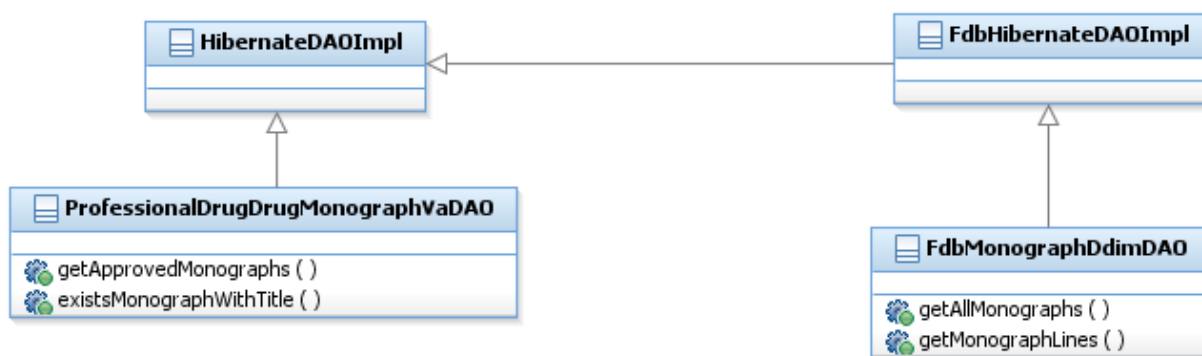 HibernateDAOImpl
FdbHibernateDAOImpl
ProfessionalDrugDrugMonographVaDAO
getApprovedMonographs ( )
existsMonographWithTitle ( )
FdbMonographDdimDAO
getAllMonographs ( )
getMonographLines ( )